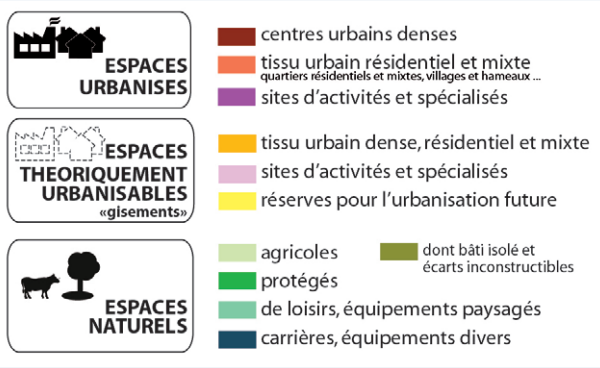 ESPACES
URBANISES
centres urbains denses
tissu urbain résidentiel et mixte
quartiers résidentiels et mixtes, villages et hameaux ...
sites d'activités et spécialisés
ESPACES
THEORIQUEMENT
URBANISABLES
«gisements»
tissu urbain dense, résidentiel et mixte
sites d'activités et spécialisés
réserves pour l'urbanisation future
ESPACES
NATURELS
agricoles
dont bâti isolé et
écarts inconstructibles
protégés
de loisirs, équipements paysagés
carrières, équipements divers